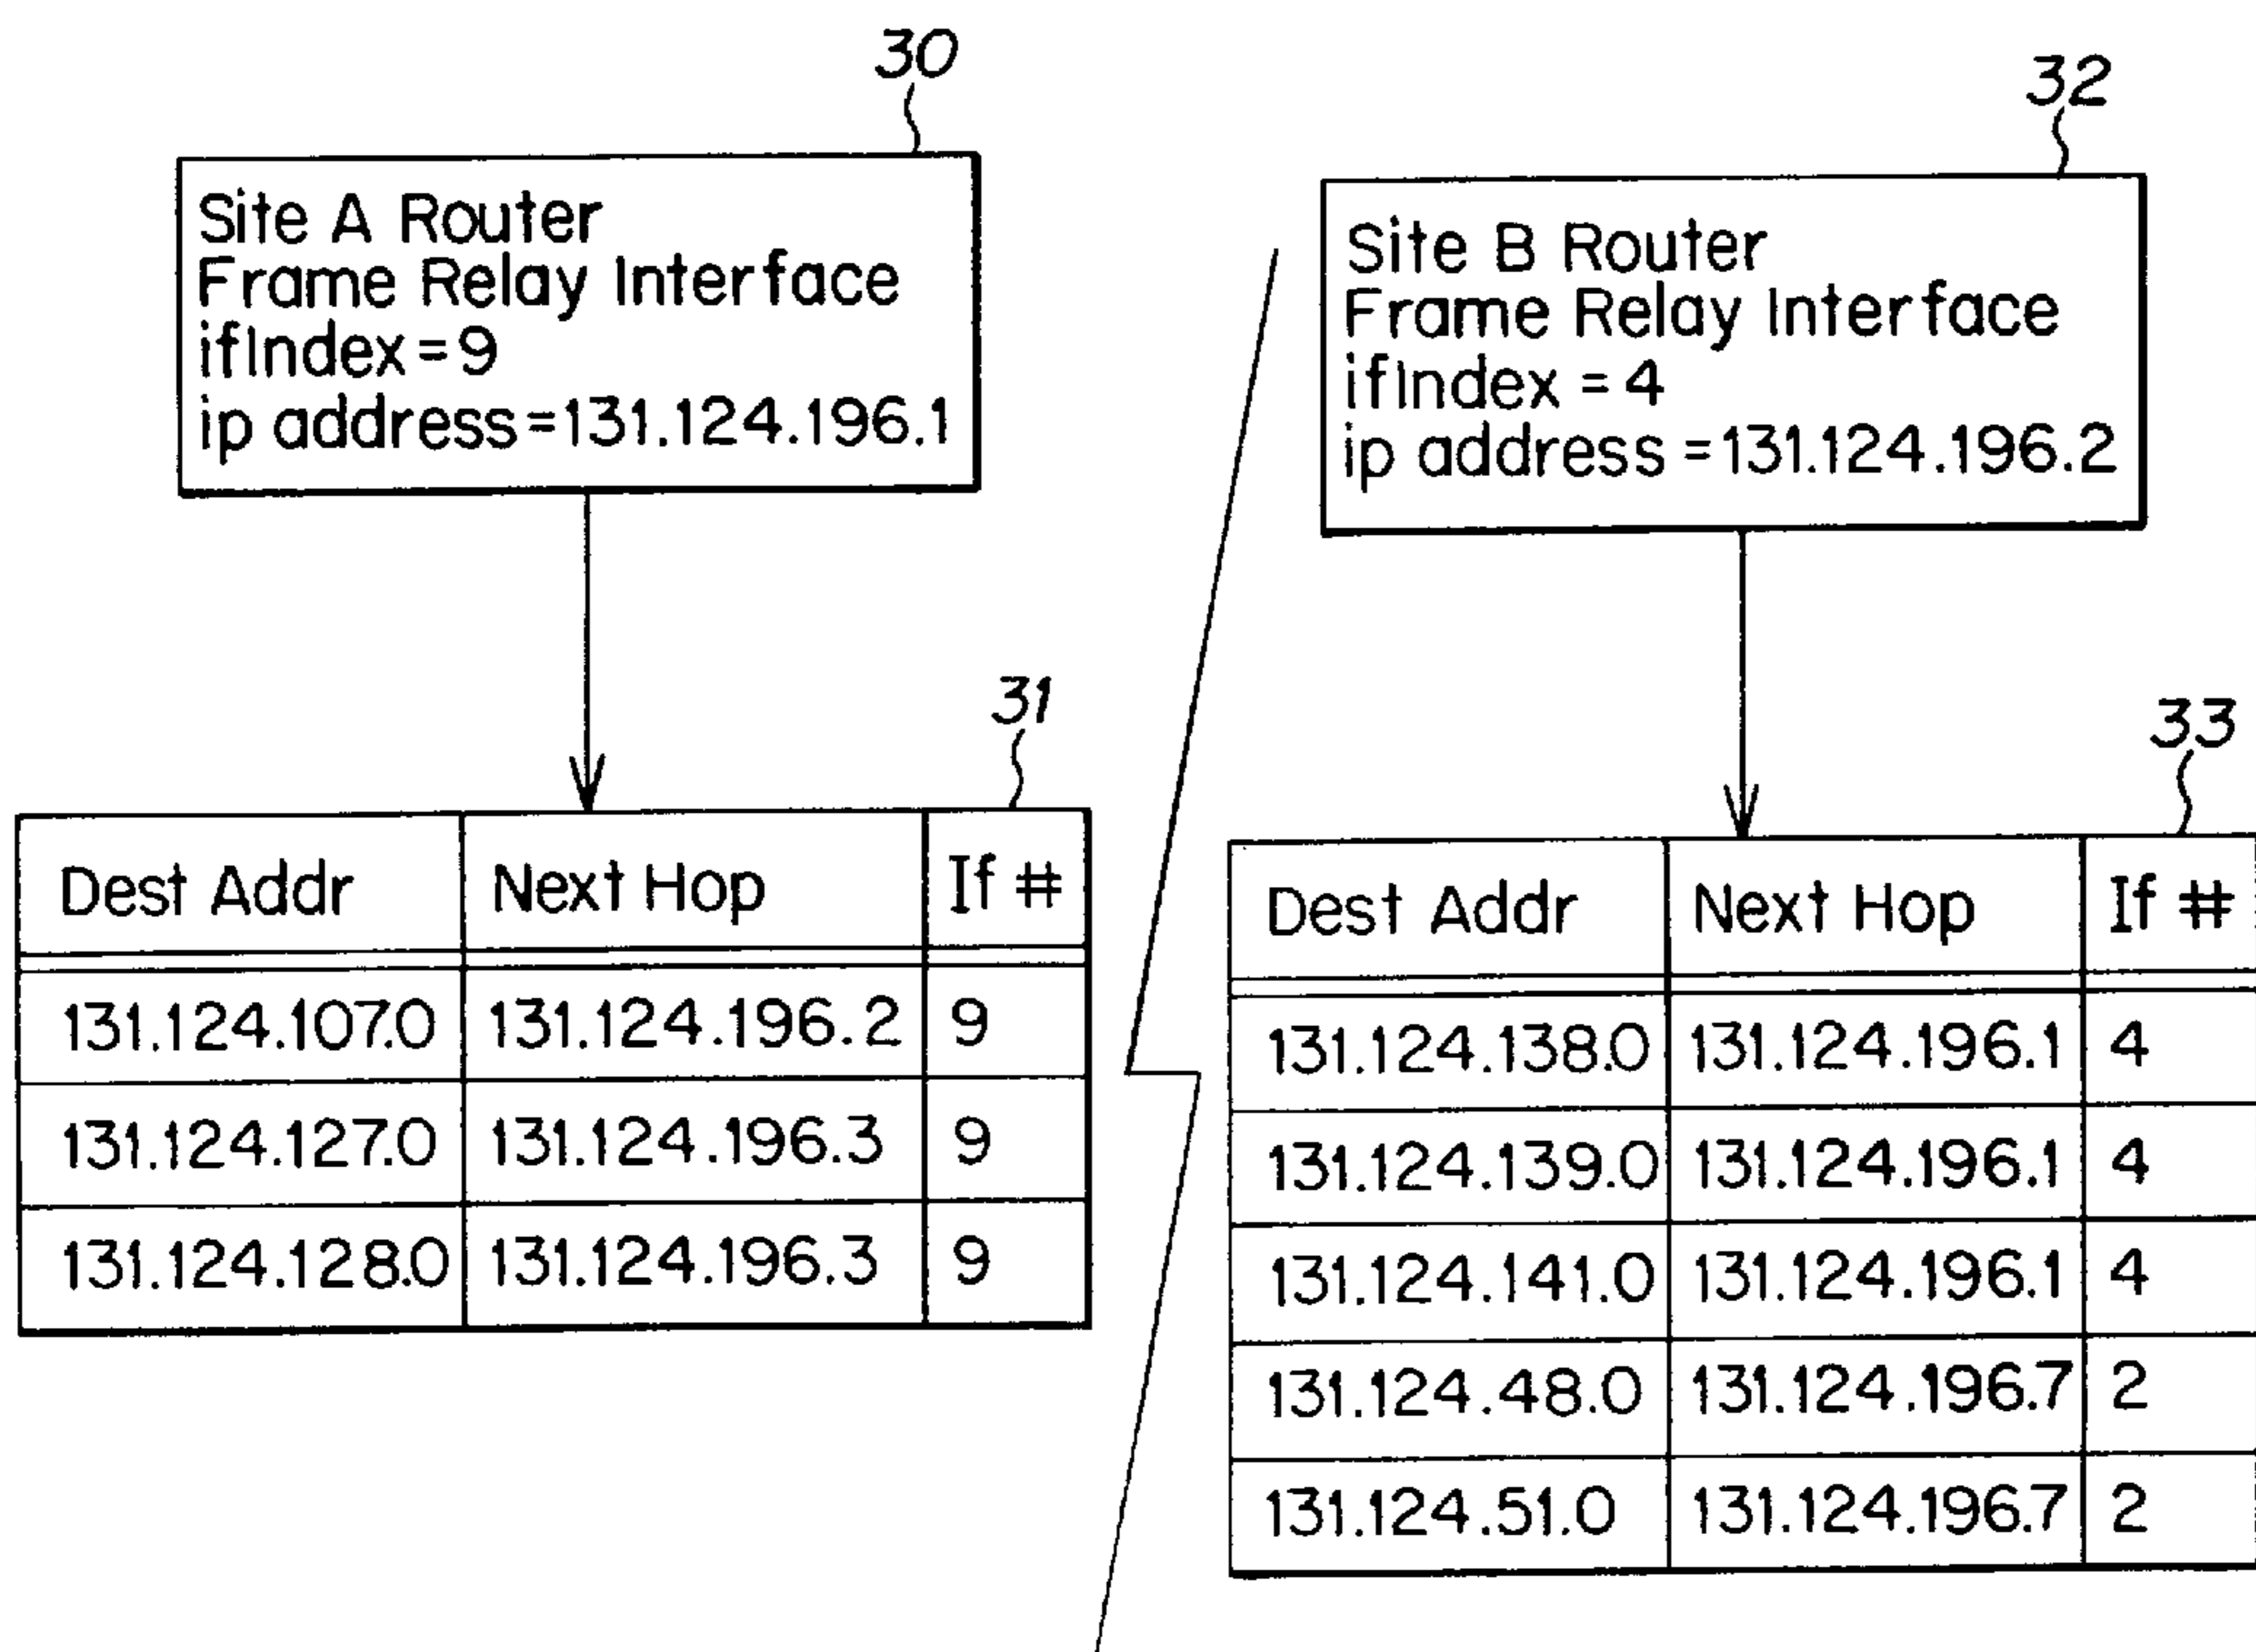 30
Site A Router
Frame Relay Interface
ifIndex=9
ip address=131.124.196.1
31
Dest Addr Next Hop If #
131.124.107.0 131.124.196.2 9
131.124.127.0 131.124.196.3 9
131.124.128.0 131.124.196.3 9
32
Site B Router
Frame Relay Interface
ifIndex =4
ip address =131.124.196.2
33
Dest Addr Next Hop If #
131.124.138.0 131.124.196.1 4
131.124.139.0 131.124.196.1 4
131.124.141.0 131.124.196.1 4
131.124.48.0 131.124.196.7 2
131.124.51.0 131.124.196.7 2